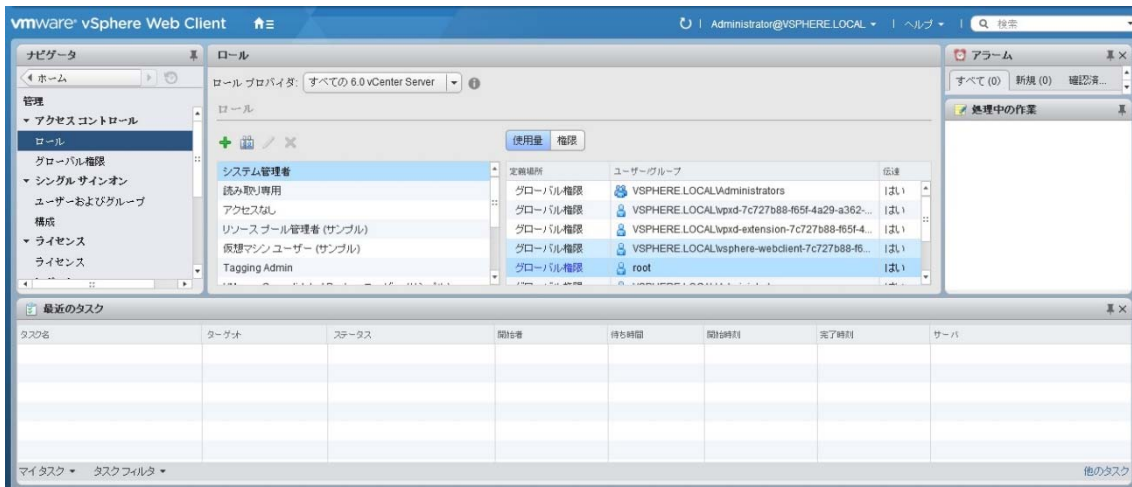 vmware® vSphere Web Client
Administrator@VSPHERE.LOCAL
ヘルプ
検索
ナビゲータ
ホーム
管理
アクセス コントロール
ロール
グローバル権限
シングル サインオン
ユーザーおよびグループ
構成
ライセンス
ライセンス
ロール
ロール プロバイダ: すべての 6.0 vCenter Server
ロール
システム管理者
読み取り専用
アクセスなし
リソース プール管理者 (サンプル)
仮想マシン ユーザー (サンプル)
Tagging Admin
使用量 権限
定義場所 ユーザー/グループ 伝達
グローバル権限 VSPHERE.LOCAL\Administrators はい
グローバル権限 VSPHERE.LOCAL\vpxd-7c727b88-f65f-4a29-a362-... はい
グローバル権限 VSPHERE.LOCAL\vpxd-extension-7c727b88-f65f-4... はい
グローバル権限 VSPHERE.LOCAL\vsphere-webclient-7c727b88-f6... はい
グローバル権限 root はい
アラーム
すべて (0) 新規 (0) 確認済...
処理中の作業
最近のタスク
タスク名 ターゲット ステータス 開始者 待ち時間 開始時刻 完了時刻 サーバ
マイ タスク タスク フィルタ 他のタスク